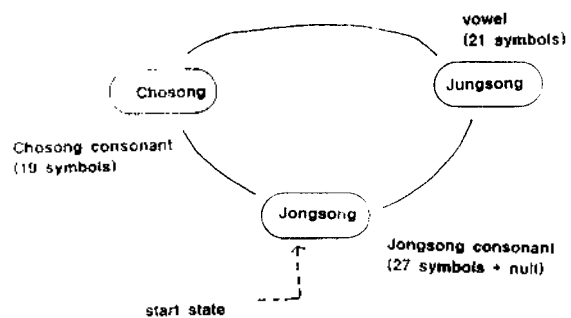 vowel
(21 symbols)
Chosong
Jungsong
Chosong consonant
(19 symbols)
Jongsong
Jongsong consonant
(27 symbols + null)
start state